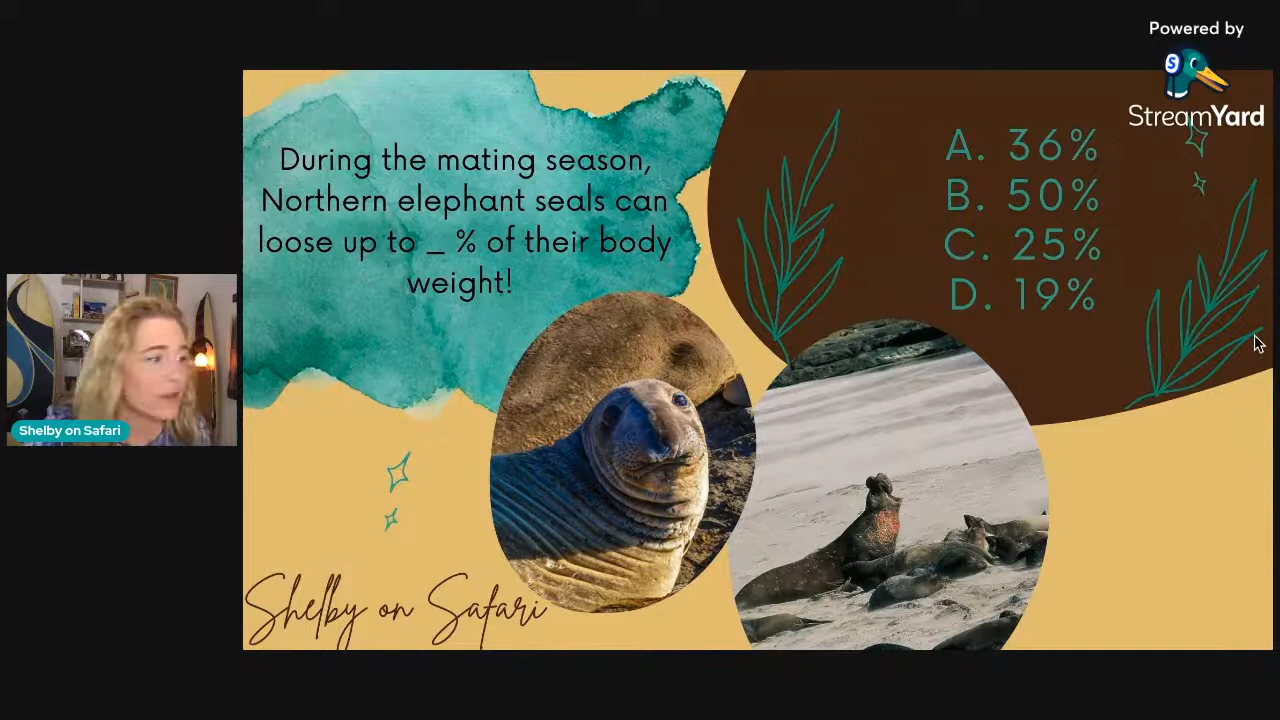 Powered by
StreamYard
During the mating season,
Northern elephant seals can
loose up to _ % of their body
weight!
A. 36%
B. 50%
C. 25%
D. 19%
Shelby on Safari
Shelby on Safari